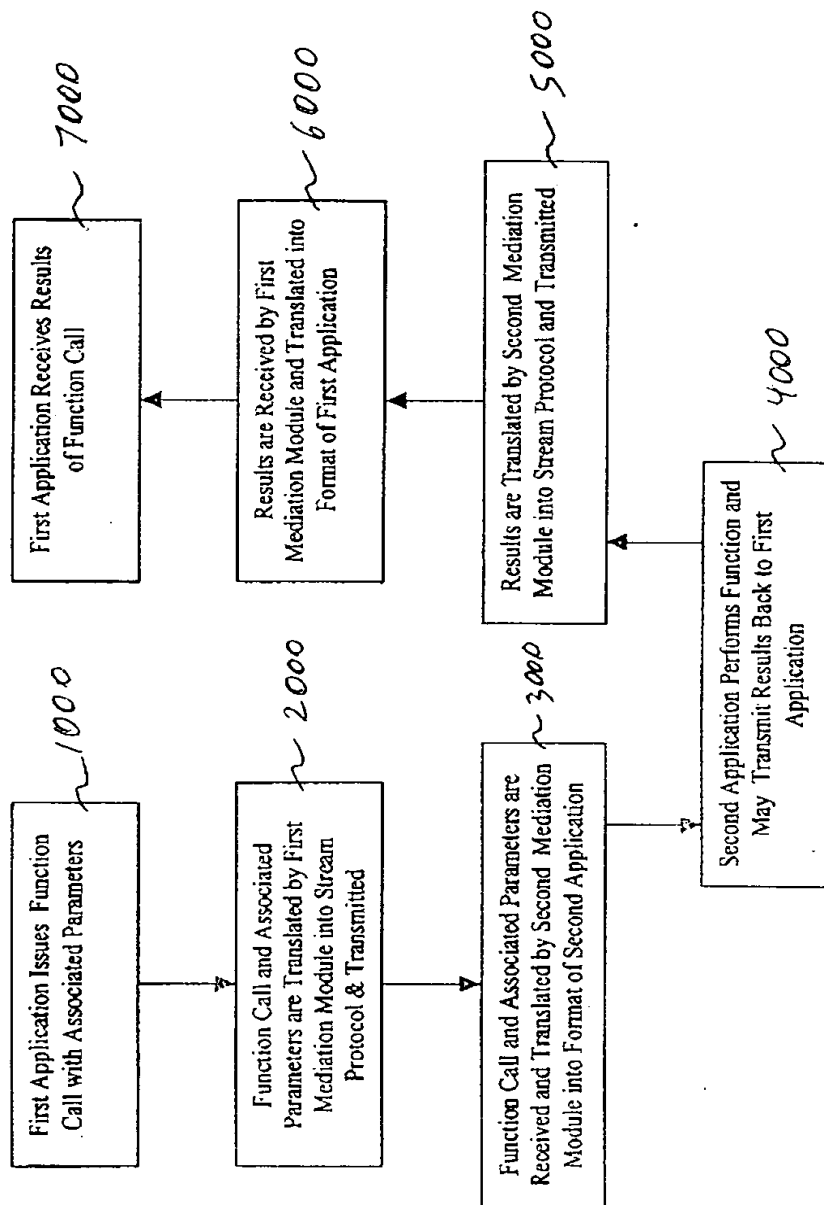 First Application Issues Function
Call with Associated Parameters
1000
Function Call and Associated
Parameters are Translated by First
Mediation Module into Stream
Protocol & Transmitted
2000
Function Call and Associated Parameters are
Received and Translated by Second Mediation
Module into Format of Second Application
3000
Second Application Performs Function and
May Transmit Results Back to First
Application
4000
Results are Translated by Second Mediation
Module into Stream Protocol and Transmitted
5000
Results are Received by First
Mediation Module and Translated into
Format of First Application
6000
First Application Receives Results
of Function Call
7000